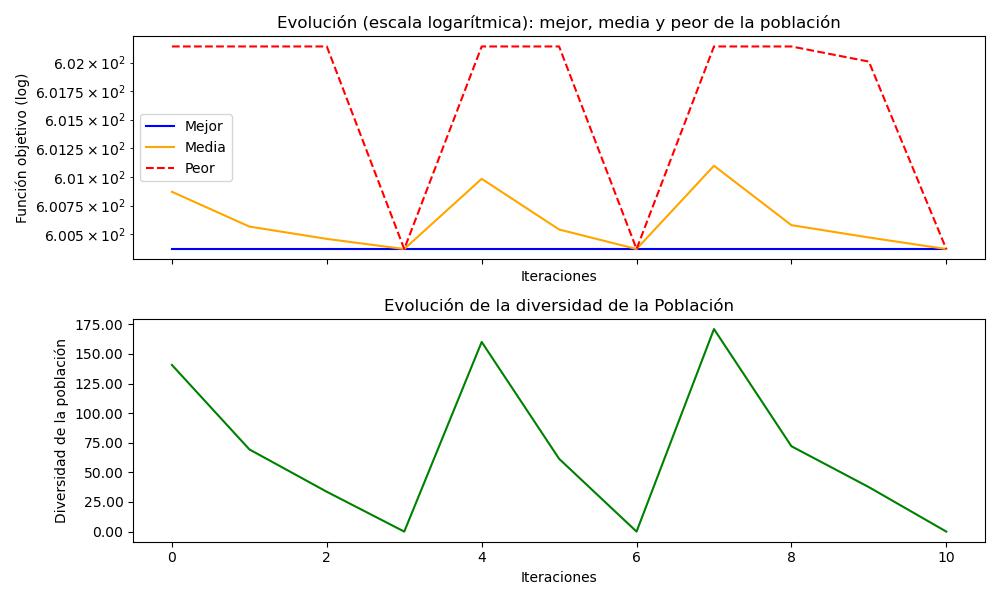 Evolución (escala logarítmica): mejor, media y peor de la población
Función objetivo (log)
6.02 × 10²
6.0175 × 10²
6.015 × 10²
6.0125 × 10²
6.01 × 10²
6.0075 × 10²
6.005 × 10²
Mejor
Media
Peor
Iteraciones
Evolución de la diversidad de la Población
Diversidad de la población
175.00
150.00
125.00
100.00
75.00
50.00
25.00
0.00
0 2 4 6 8 10
Iteraciones